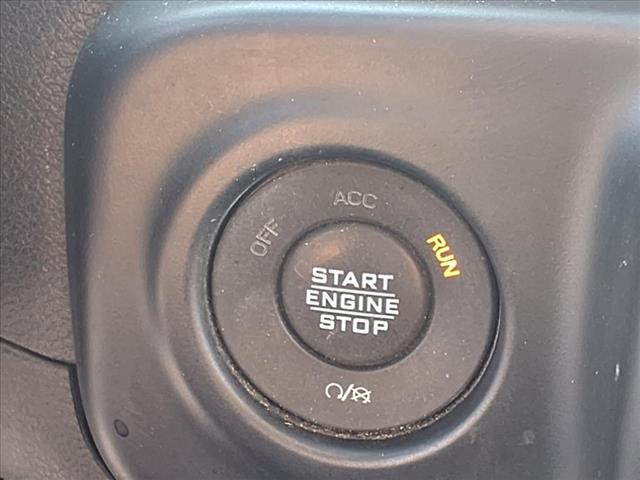 ACC
OFF
RUN
START
ENGINE
STOP